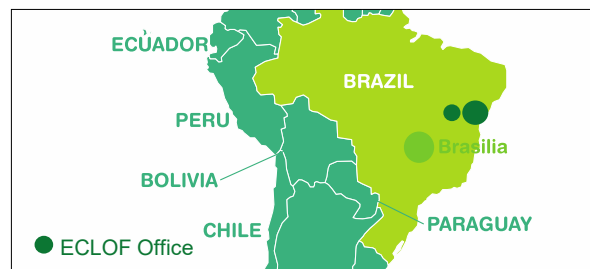 ECUADOR
BRAZIL
PERU
Brasilia
BOLIVIA
PARAGUAY
CHILE
ECLOF Office